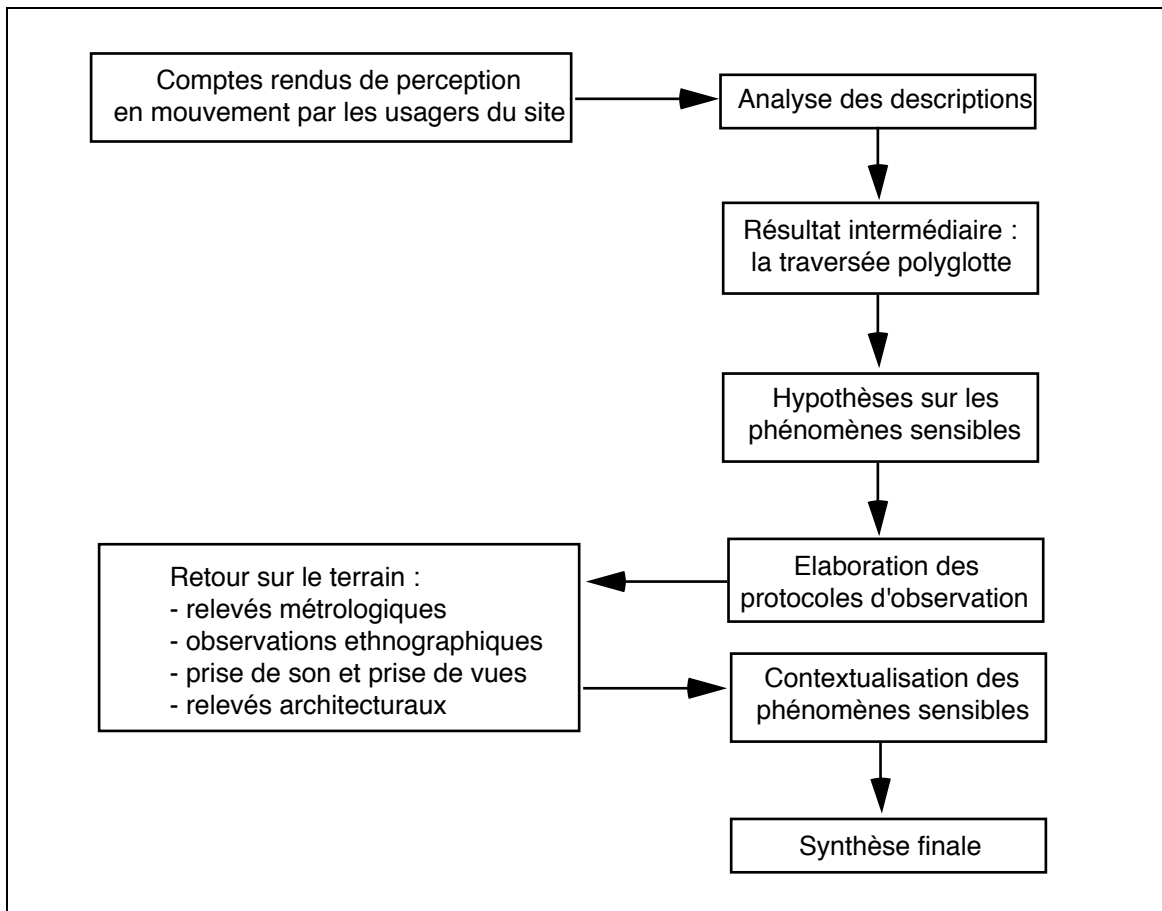 Comptes rendus de perception
en mouvement par les usagers du site
Analyse des descriptions
Résultat intermédiaire :
la traversée polyglotte
Hypothèses sur les
phénomènes sensibles
Elaboration des
protocoles d'observation
Retour sur le terrain :
- relevés métrologiques
- observations ethnographiques
- prise de son et prise de vues
- relevés architecturaux
Contextualisation des
phénomènes sensibles
Synthèse finale